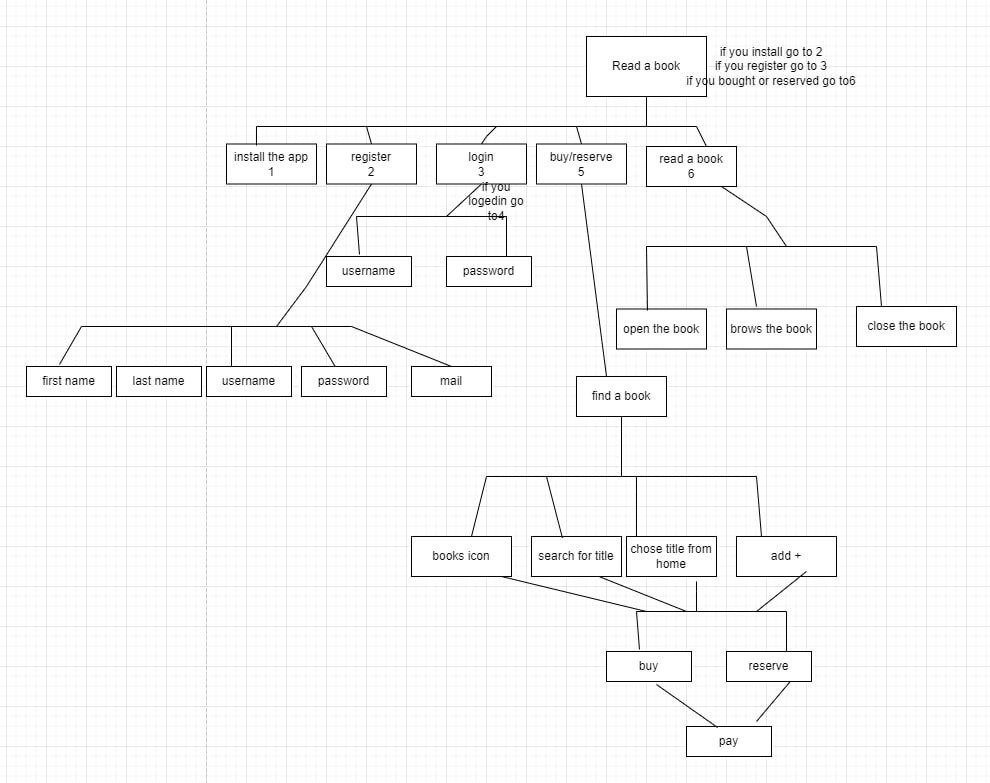 Read a book
if you install go to 2
if you register go to 3
if you bought or reserved go to6
install the app
1
register
2
login
3
buy/reserve
5
read a book
6
if you
logedin go
to4
username
password
open the book
brows the book
close the book
first name
last name
username
password
mail
find a book
books icon
search for title
chose title from
home
add +
buy
reserve
pay